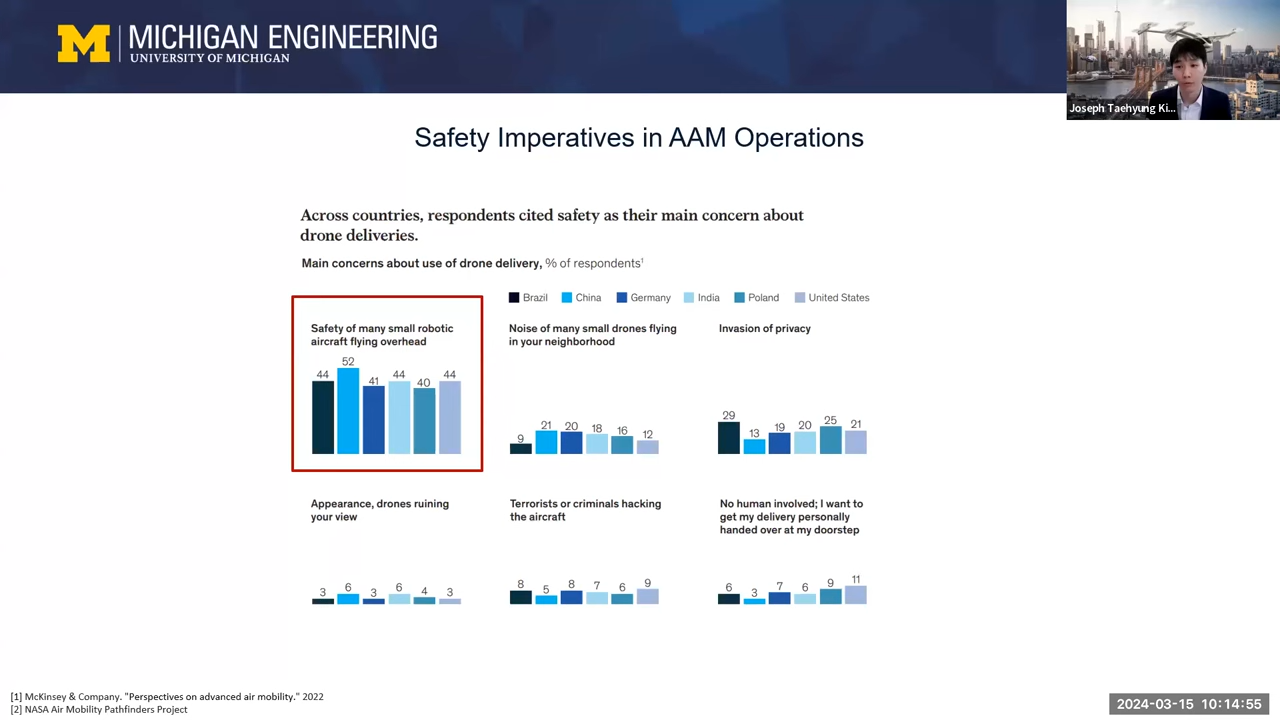 M MICHIGAN ENGINEERING
UNIVERSITY OF MICHIGAN
Joseph Taehyung Ki...
Safety Imperatives in AAM Operations
Across countries, respondents cited safety as their main concern about
drone deliveries.
Main concerns about use of drone delivery, % of respondents¹
Brazil China Germany India Poland United States
Safety of many small robotic
aircraft flying overhead
44 52 41 44 40 44
Noise of many small drones flying
in your neighborhood
9 21 20 18 16 12
Invasion of privacy
29 13 19 20 25 21
Appearance, drones ruining
your view
3 6 3 6 4 3
Terrorists or criminals hacking
the aircraft
8 5 8 7 6 9
No human involved; I want to
get my delivery personally
handed over at my doorstep
6 3 7 6 9 11
[1] McKinsey & Company. "Perspectives on advanced air mobility." 2022
[2] NASA Air Mobility Pathfinders Project
2024-03-15 10:14:55